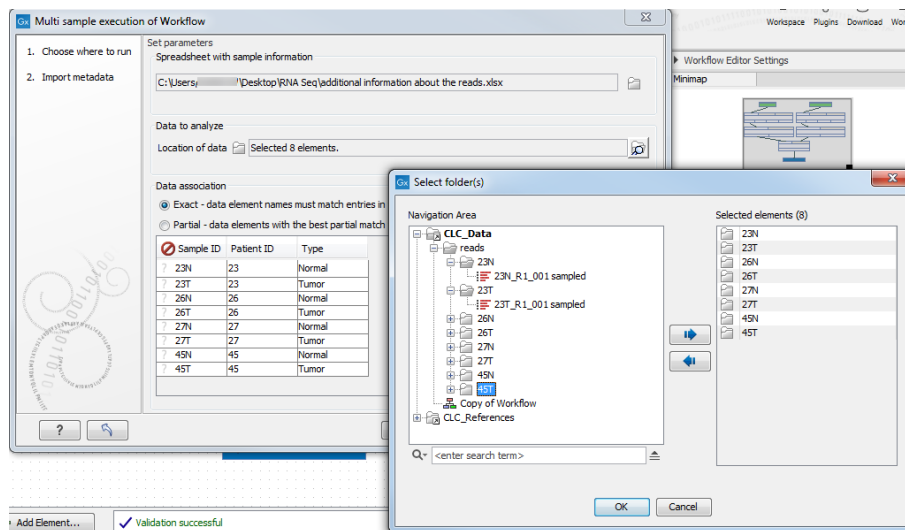 Gx Multi sample execution of Workflow
Workspace Plugins Download
1. Choose where to run
2. Import metadata
Set parameters
Spreadsheet with sample information
C:\Users\ \Desktop\RNA Seq\additional information about the reads.xlsx
Data to analyze
Location of data Selected 8 elements.
Data association
Exact - data element names must match entries in
Partial - data elements with the best partial match
Sample ID Patient ID Type
? 23N 23 Normal
? 23T 23 Tumor
? 26N 26 Normal
? 26T 26 Tumor
? 27N 27 Normal
? 27T 27 Tumor
? 45N 45 Normal
? 45T 45 Tumor
?
Workflow Editor Settings
Minimap
Gx Select folder(s)
Navigation Area
CLC_Data
reads
23N
23N_R1_001 sampled
23T
23T_R1_001 sampled
26N
26T
27N
27T
45N
45T
Copy of Workflow
CLC_References
<enter search term>
Selected elements (8)
23N
23T
26N
26T
27N
27T
45N
45T
OK Cancel
Add Element...
Validation successful